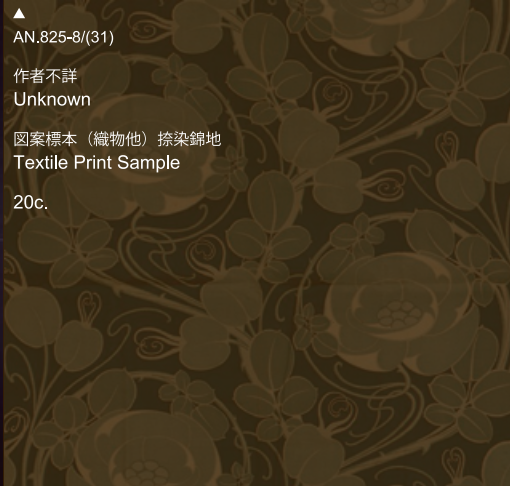 ▲
AN.825-8/(31)
作者不詳
Unknown
図案標本（織物他）捺染錦地
Textile Print Sample
20c.